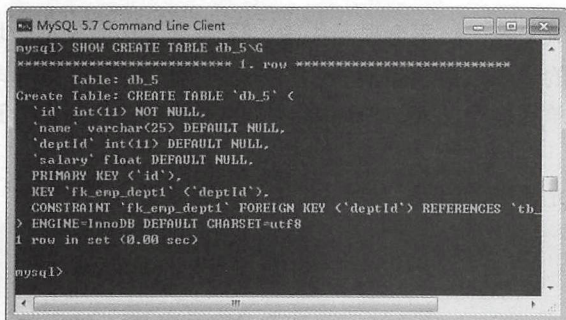 MySQL 5.7 Command Line Client
mysql> SHOW CREATE TABLE db_5\G
*************************** 1. row ***************************
       Table: db_5
Create Table: CREATE TABLE `db_5` (
  `id` int(11) NOT NULL,
  `name` varchar(25) DEFAULT NULL,
  `deptId` int(11) DEFAULT NULL,
  `salary` float DEFAULT NULL,
  PRIMARY KEY (`id`),
  KEY `fk_emp_dept1` (`deptId`),
  CONSTRAINT `fk_emp_dept1` FOREIGN KEY (`deptId`) REFERENCES `tb_
) ENGINE=InnoDB DEFAULT CHARSET=utf8
1 row in set (0.00 sec)
mysql>